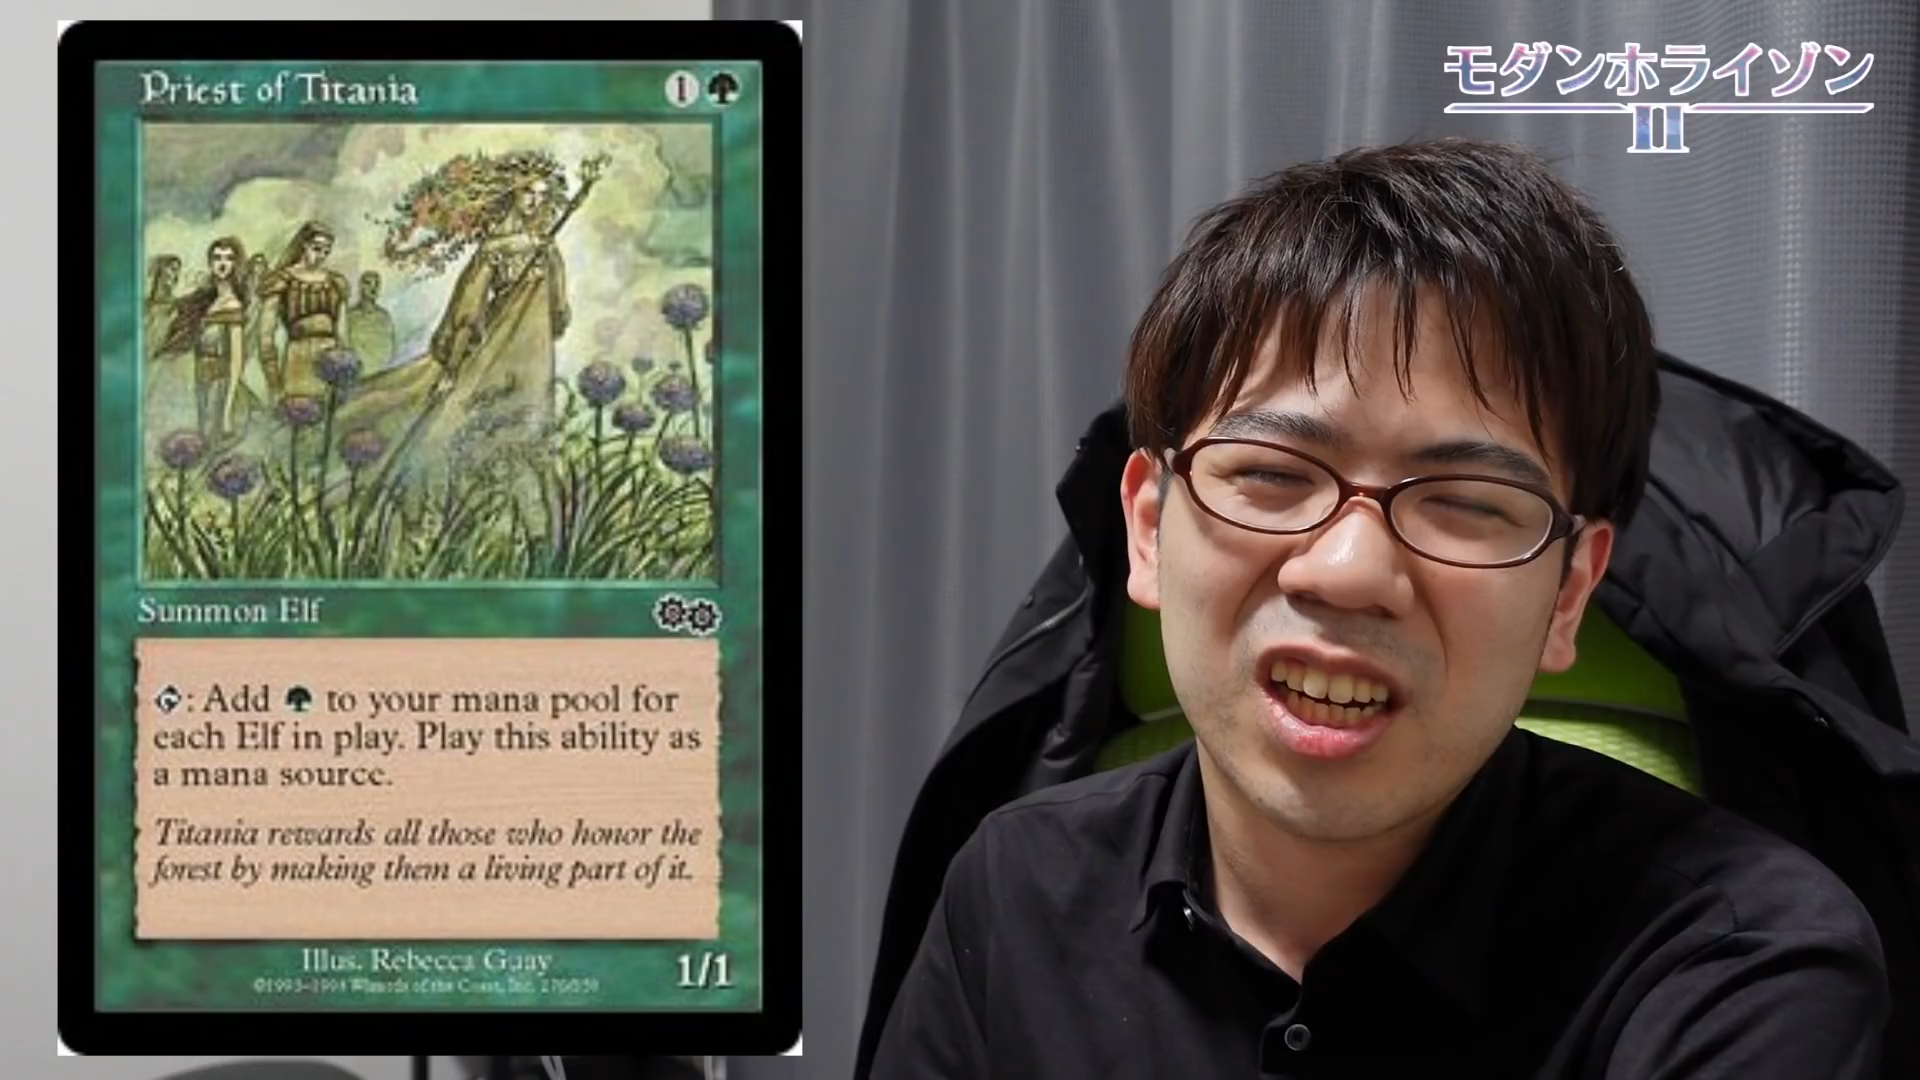 Priest of Titania 1
モダンホライゾン
II
Summon Elf
: Add to your mana pool for
each Elf in play. Play this ability as
a mana source.
Titania rewards all those who honor the
forest by making them a living part of it.
Illus. Rebecca Guay
1/1